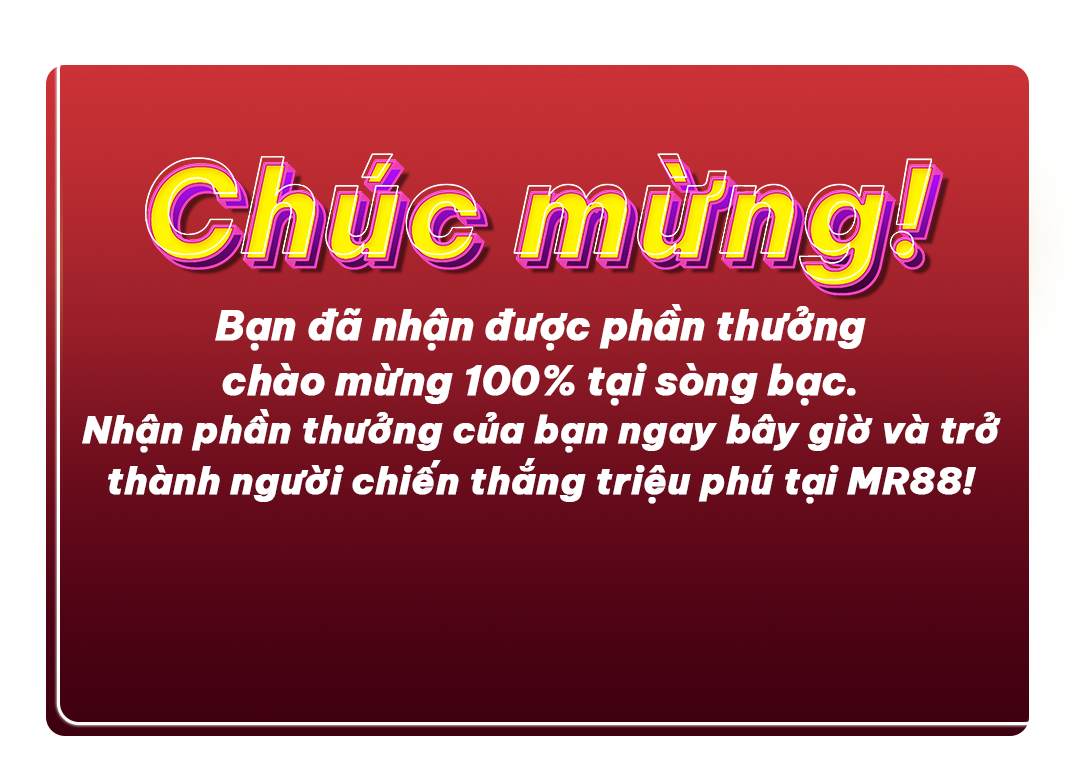 Chúc mừng!
Bạn đã nhận được phần thưởng
chào mừng 100% tại sòng bạc.
Nhận phần thưởng của bạn ngay bây giờ và trở
thành người chiến thắng triệu phú tại MR88!